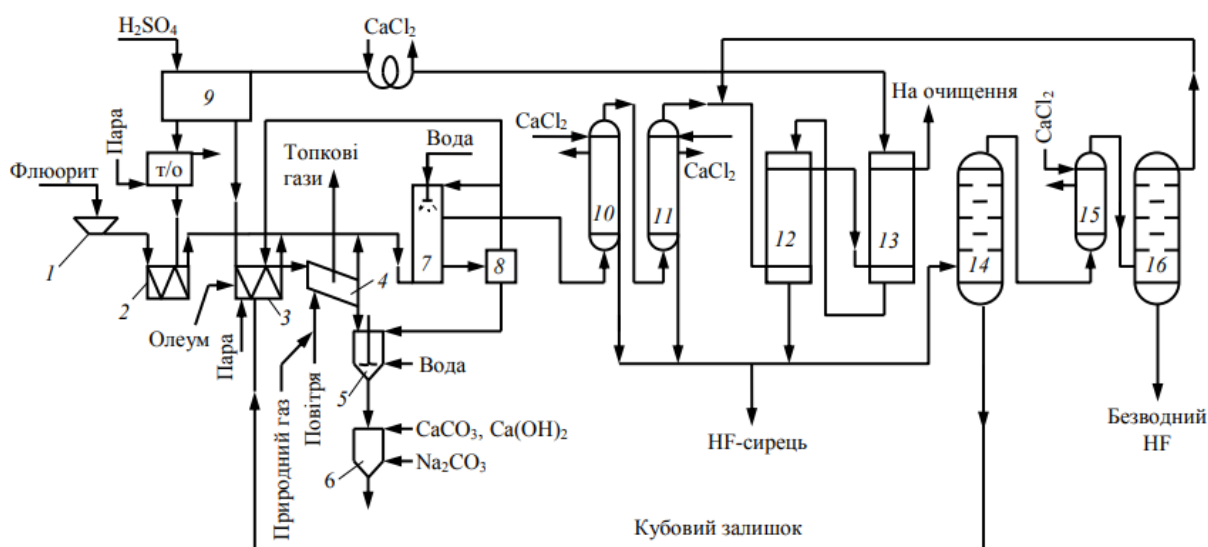 H₂SO₄
CaCl₂
9
Пара
т/о
Флюорит
1
2
Олеум
Пара
3
Топкові
гази
4
Природний газ
Повітря
Вода
7
8
5
Вода
CaCO₃, Ca(OH)₂
6
Na₂CO₃
CaCl₂
10
11
CaCl₂
12
13
На очищення
14
CaCl₂
15
16
HF-сирець
Безводний
HF
Кубовий залишок